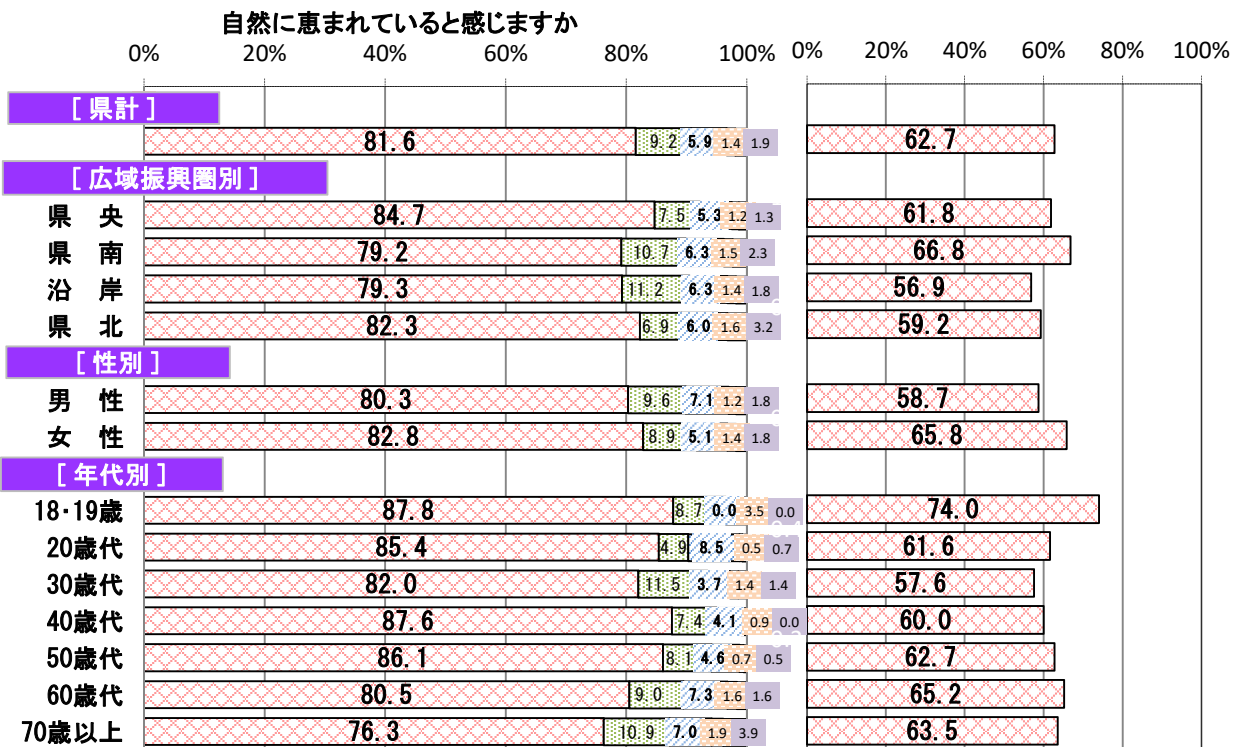 自然に恵まれていると感じますか
0% 20% 40% 60% 80% 100% 0% 20% 40% 60% 80% 100%
[ 県計 ]
81.6 9.2 5.9 1.4 1.9 62.7
[ 広域振興圏別 ]
県 央 84.7 7.5 5.3 1.2 1.3 61.8
県 南 79.2 10.7 6.3 1.5 2.3 66.8
沿 岸 79.3 11.2 6.3 1.4 1.8 56.9
県 北 82.3 6.9 6.0 1.6 3.2 59.2
[ 性別 ]
男 性 80.3 9.6 7.1 1.2 1.8 58.7
女 性 82.8 8.9 5.1 1.4 1.8 65.8
[ 年代別 ]
18・19歳 87.8 8.7 0.0 3.5 0.0 74.0
20歳代 85.4 4.9 8.5 0.5 0.7 61.6
30歳代 82.0 11.5 3.7 1.4 1.4 57.6
40歳代 87.6 7.4 4.1 0.9 0.0 60.0
50歳代 86.1 8.1 4.6 0.7 0.5 62.7
60歳代 80.5 9.0 7.3 1.6 1.6 65.2
70歳以上 76.3 10.9 7.0 1.9 3.9 63.5